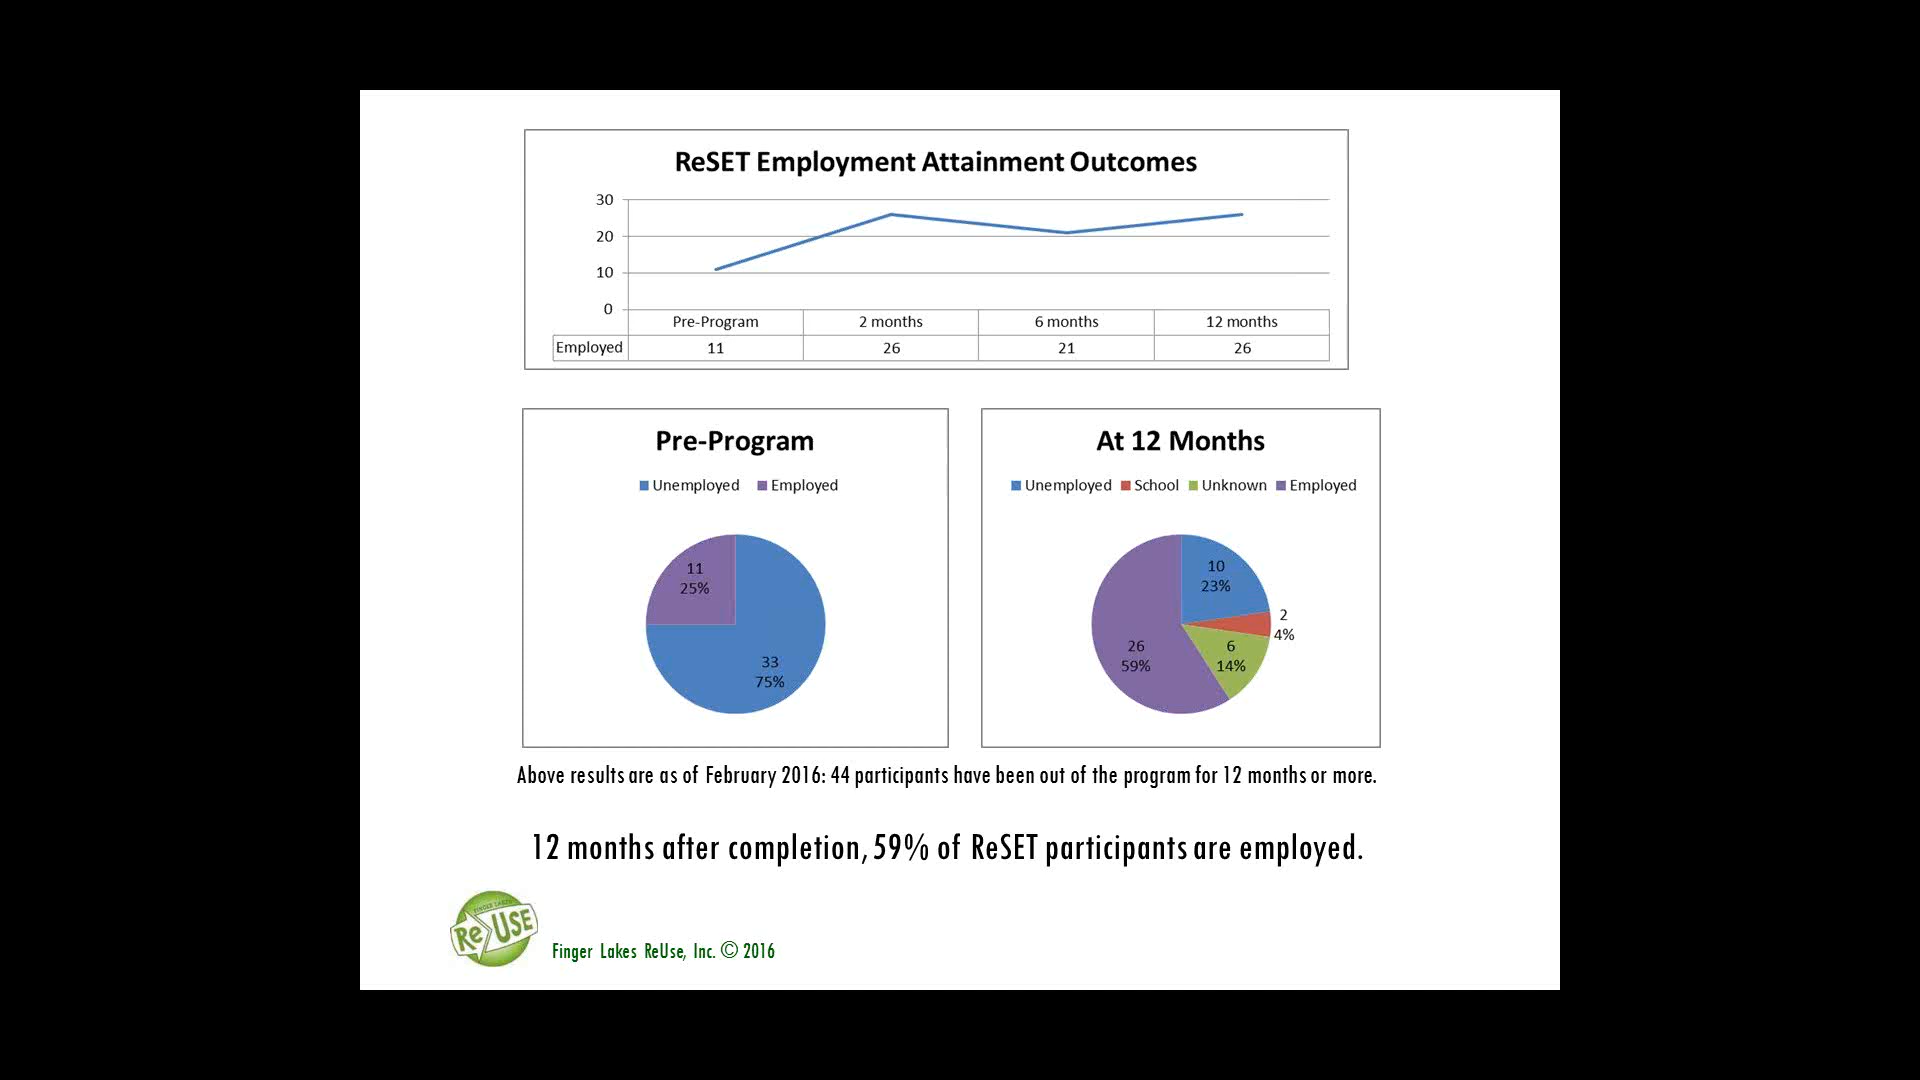 ReSET Employment Attainment Outcomes
30
20
10
0
Pre-Program 2 months 6 months 12 months
Employed 11 26 21 26
Pre-Program
Unemployed Employed
11
25%
33
75%
At 12 Months
Unemployed School Unknown Employed
10
23%
2
4%
6
14%
26
59%
Above results are as of February 2016: 44 participants have been out of the program for 12 months or more.
12 months after completion, 59% of ReSET participants are employed.
FINGER LAKES
ReUSE
Finger Lakes ReUse, Inc. © 2016